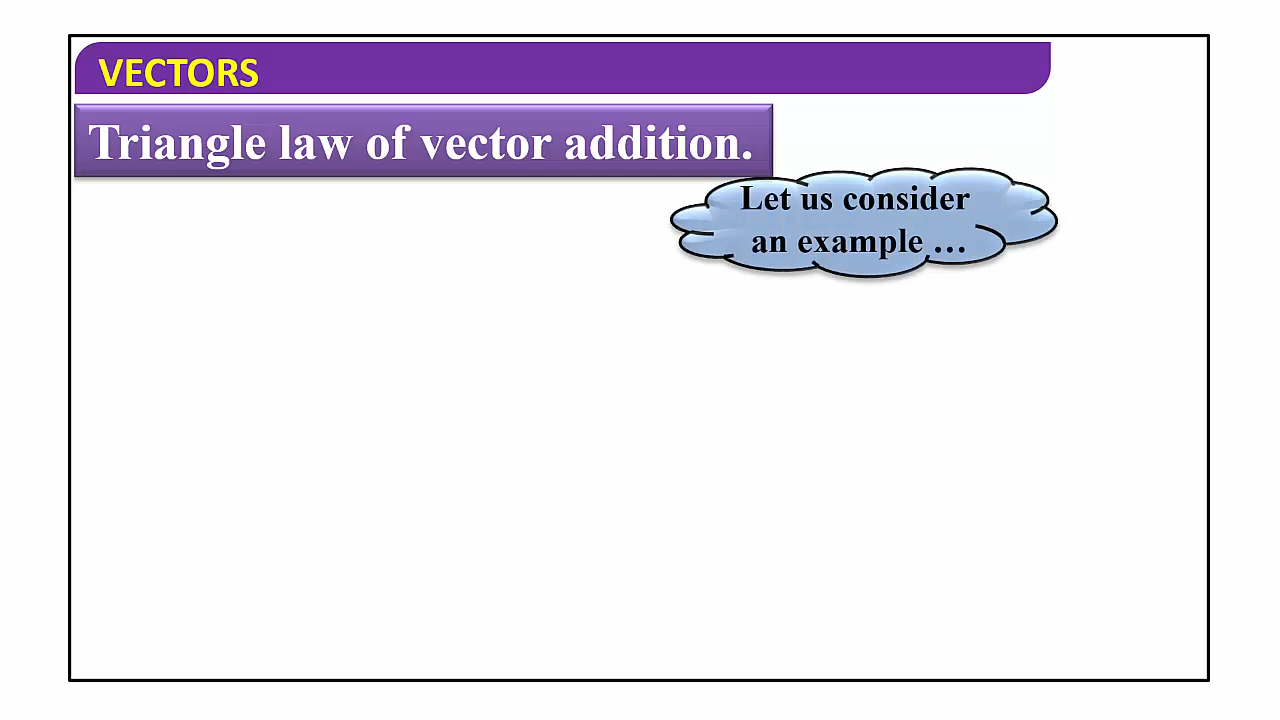 VECTORS
Triangle law of vector addition.
Let us consider
an example …